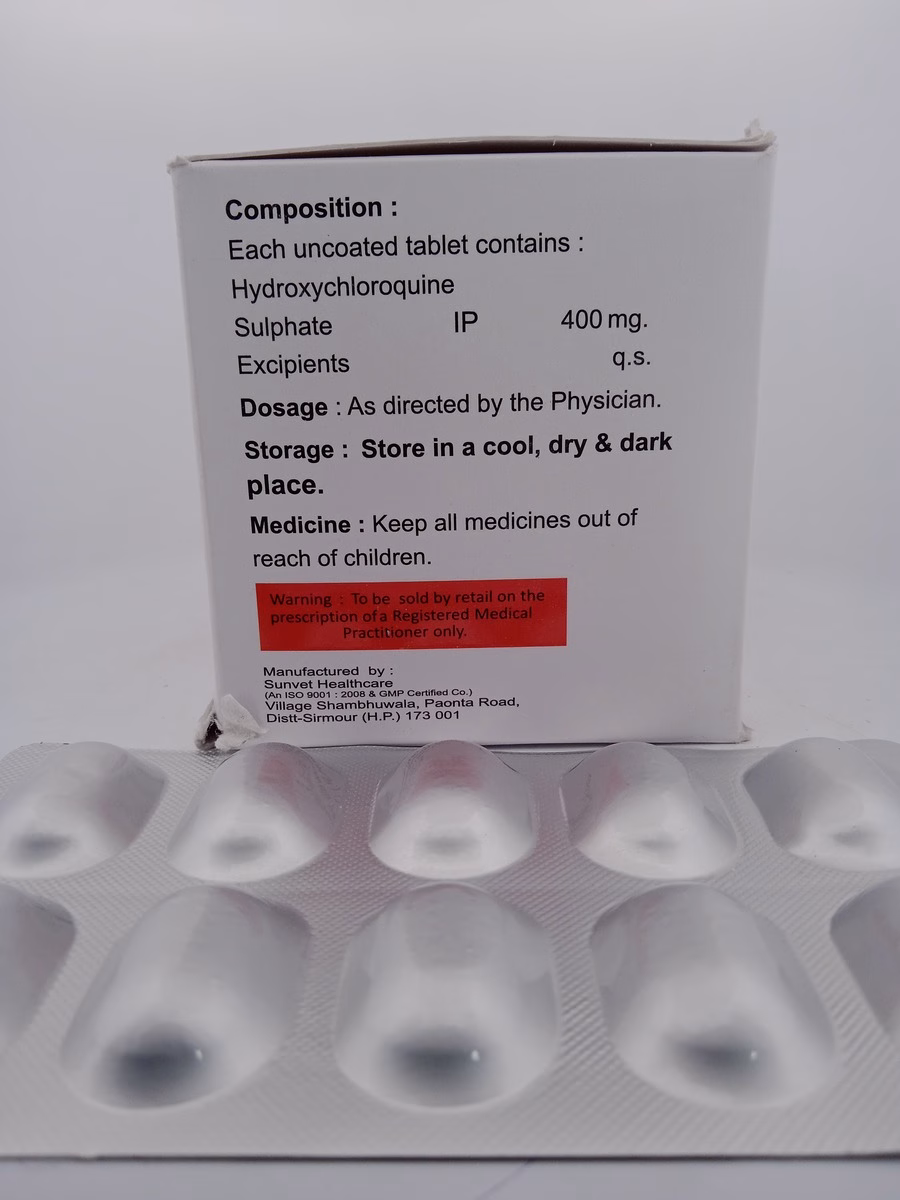 Composition :
Each uncoated tablet contains :
Hydroxychloroquine
Sulphate IP 400 mg.
Excipients q.s.
Dosage : As directed by the Physician.
Storage : Store in a cool, dry & dark
place.
Medicine : Keep all medicines out of
reach of children.
Warning : To be sold by retail on the
prescription of a Registered Medical
Practitioner only.
Manufactured by :
Sunvet Healthcare
(An ISO 9001 : 2008 & GMP Certified Co.)
Village Shambhuwala, Paonta Road,
Distt-Sirmour (H.P.) 173 001